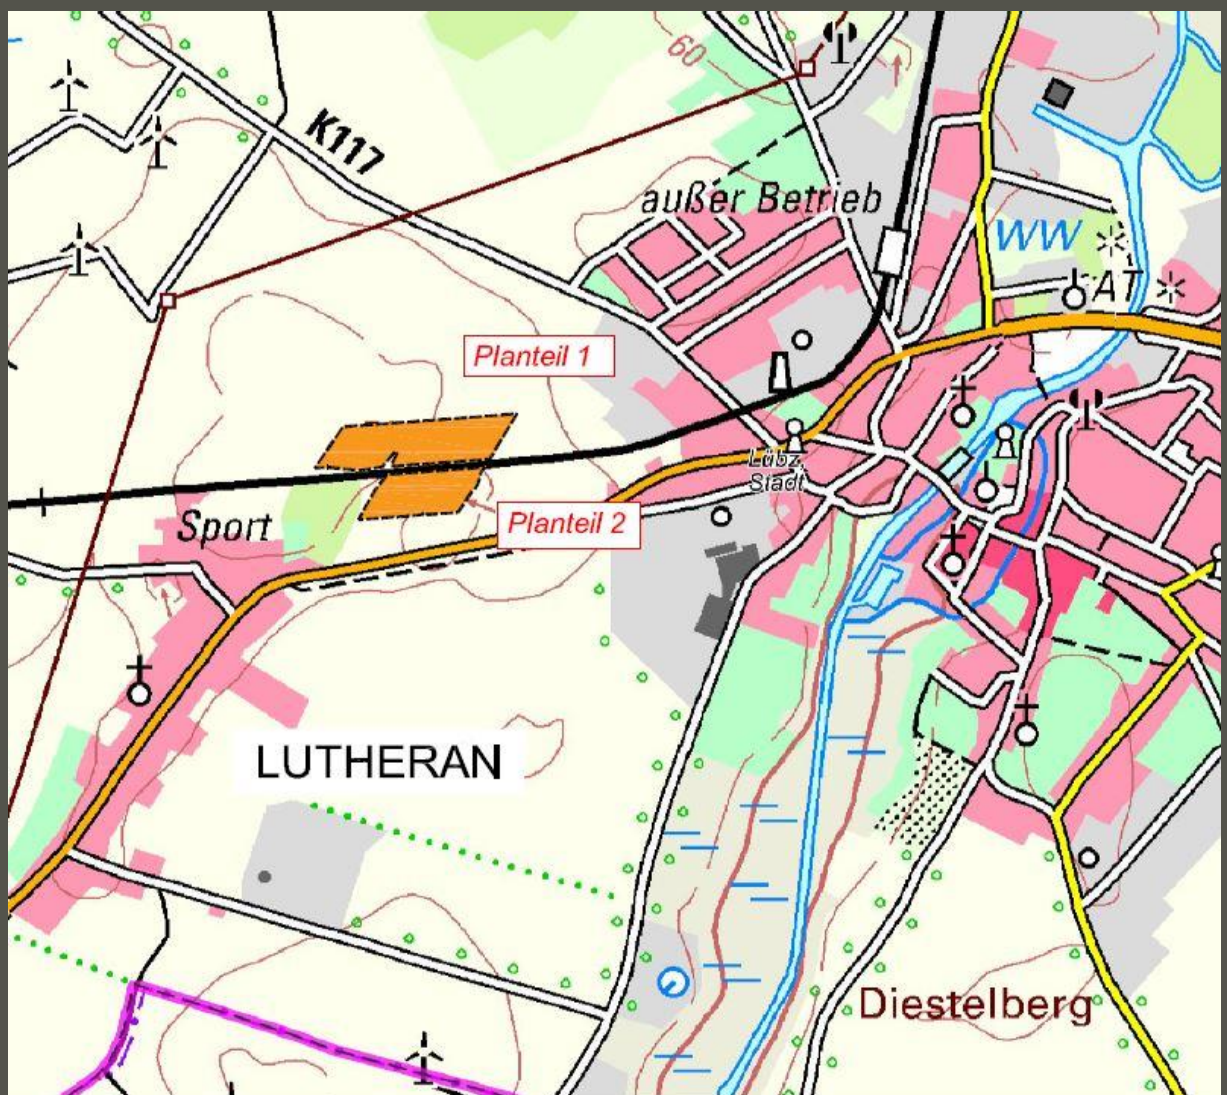 60
K117
außer Betrieb
WW
AT
Planteil 1
Lübz,
Stadt
Sport
Planteil 2
LUTHERAN
Diestelberg